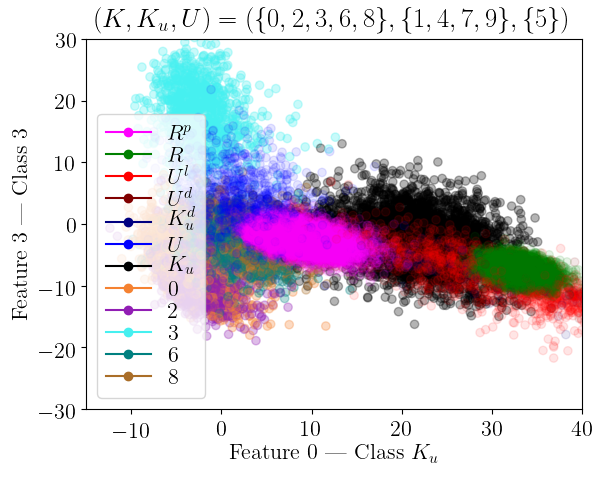 (K, K_u, U) = ({0, 2, 3, 6, 8}, {1, 4, 7, 9}, {5})
30
20
10
0
−10
−20
−30
Feature 3 — Class 3
R^p
R
U^l
U^d
K_u^d
U
K_u
0
2
3
6
8
−10 0 10 20 30 40
Feature 0 — Class K_u